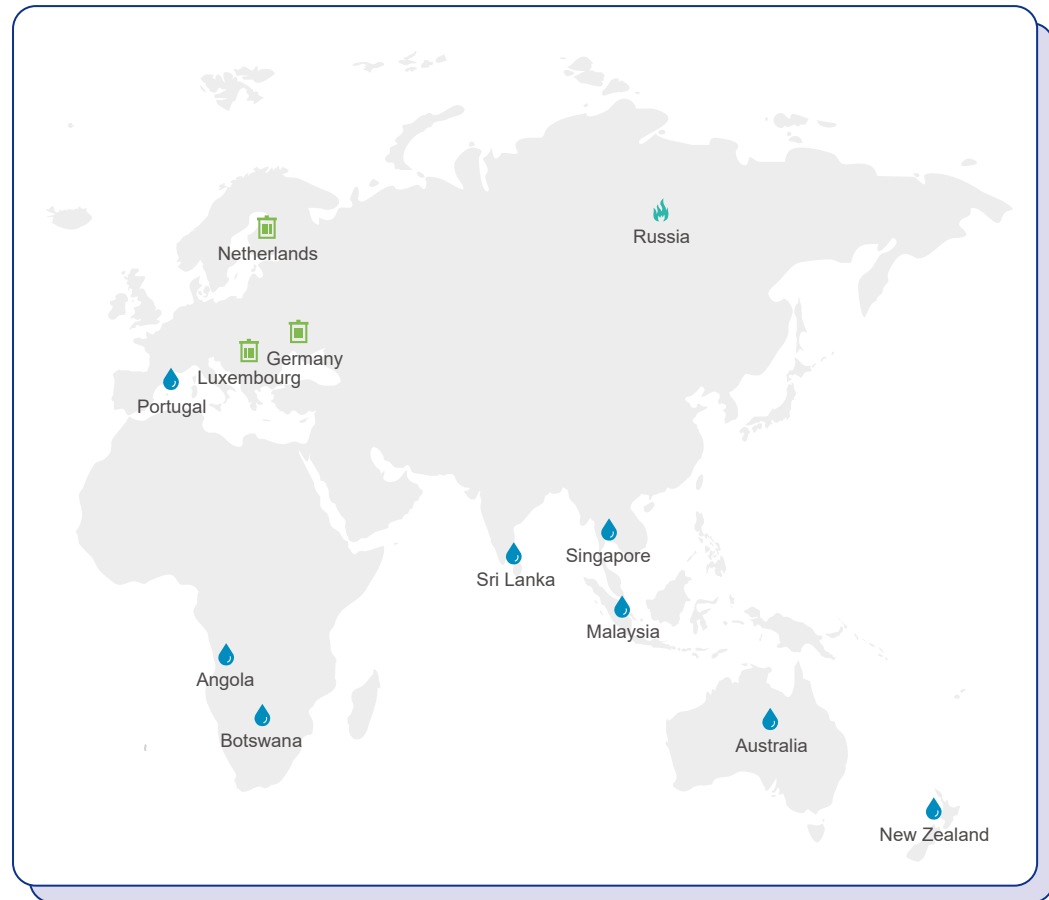 Russia
Netherlands
Germany
Luxembourg
Portugal
Singapore
Sri Lanka
Malaysia
Angola
Botswana
Australia
New Zealand